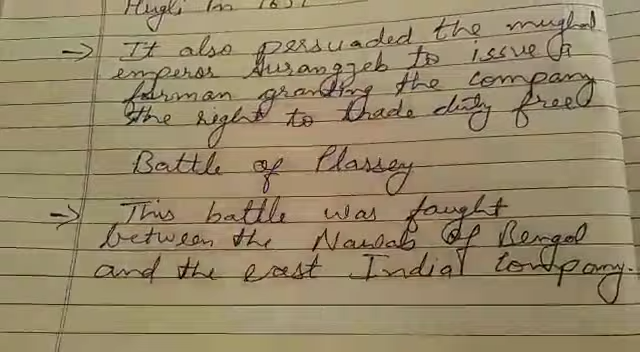 Hugli in 1651
→ It also persuaded the mughal
emperor Aurangzeb to issue a
farman granting the company
the right to trade duty free
Battle of Plassey
→ This battle was faught
between the Nawab of Bengal
and the east India company.